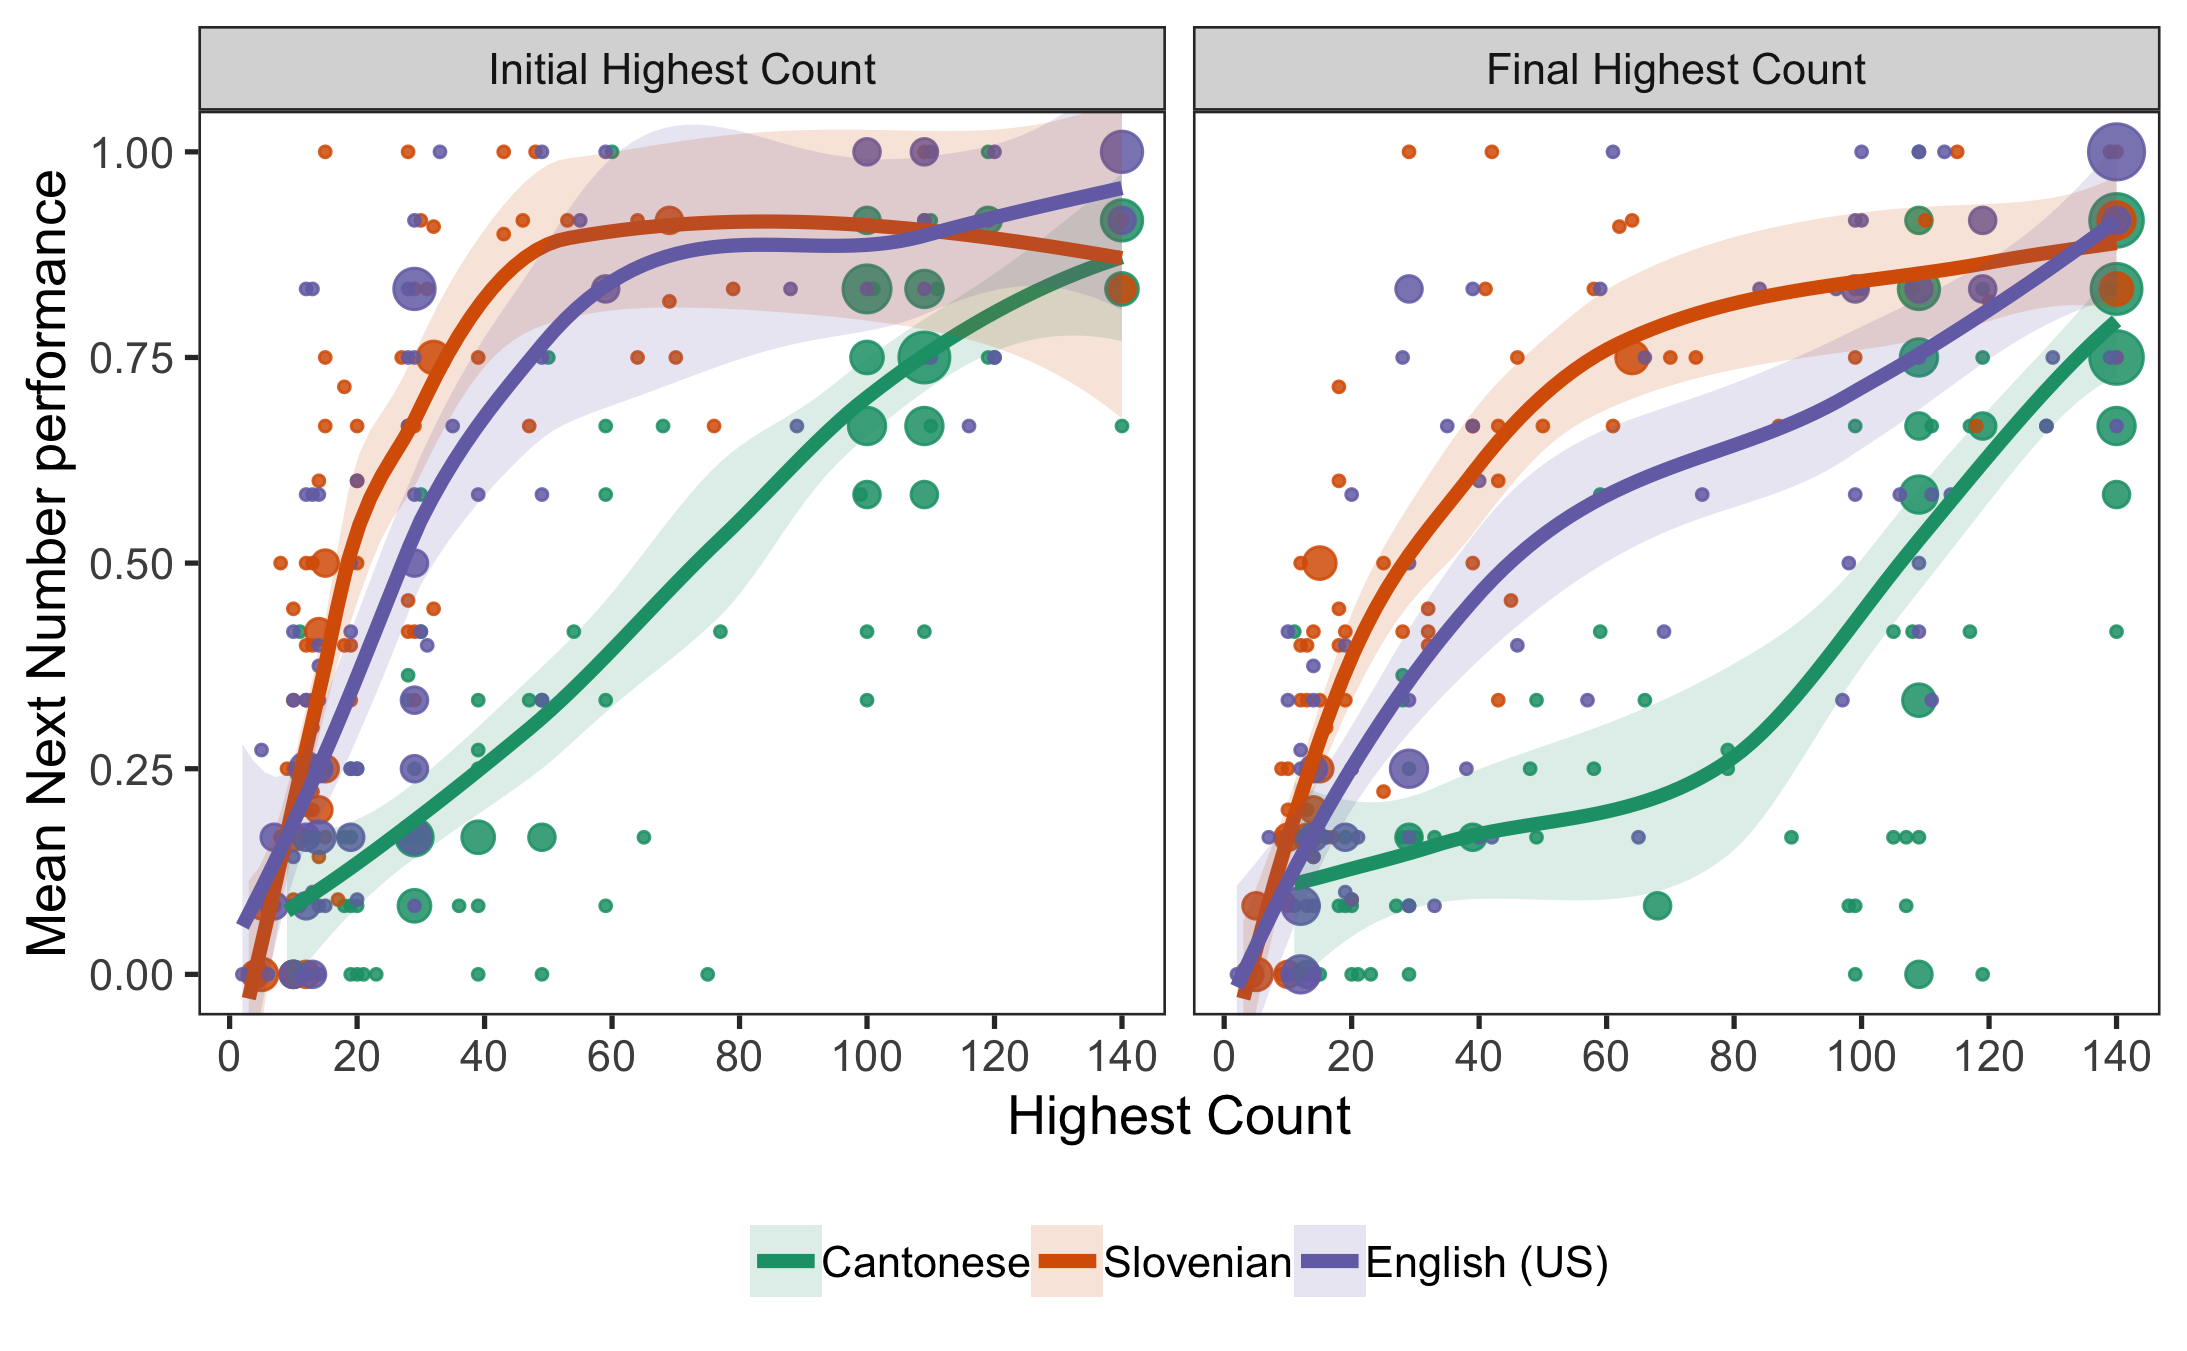 Initial Highest Count
Final Highest Count
Mean Next Number performance
1.00
0.75
0.50
0.25
0.00
0 20 40 60 80 100 120 140
0 20 40 60 80 100 120 140
Highest Count
Cantonese Slovenian English (US)